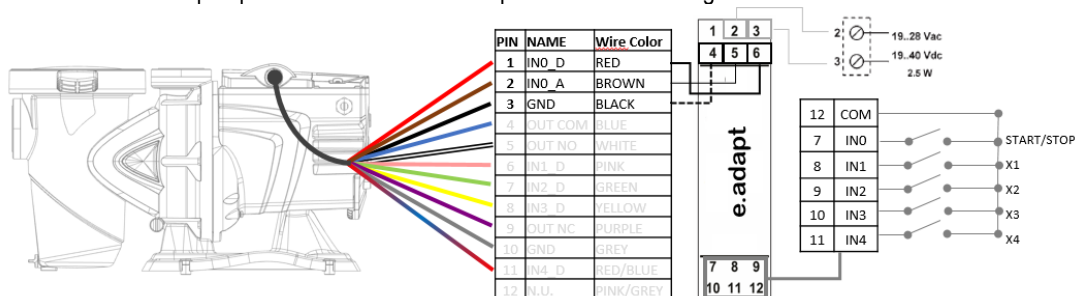 PIN NAME Wire Color
1 IN0_D RED
2 IN0_A BROWN
3 GND BLACK
4 OUT COM BLUE
5 OUT NO WHITE
6 IN1_D PINK
7 IN2_D GREEN
8 IN3_D YELLOW
9 OUT NC PURPLE
10 GND GREY
11 IN4_D RED/BLUE
12 N.U. PINK/GREY
1 2 3
4 5 6
e.adapt
7 8 9
10 11 12
2 19..28 Vac
3 19..40 Vdc
2.5 W
12 COM
7 IN0 START/STOP
8 IN1 X1
9 IN2 X2
10 IN3 X3
11 IN4 X4